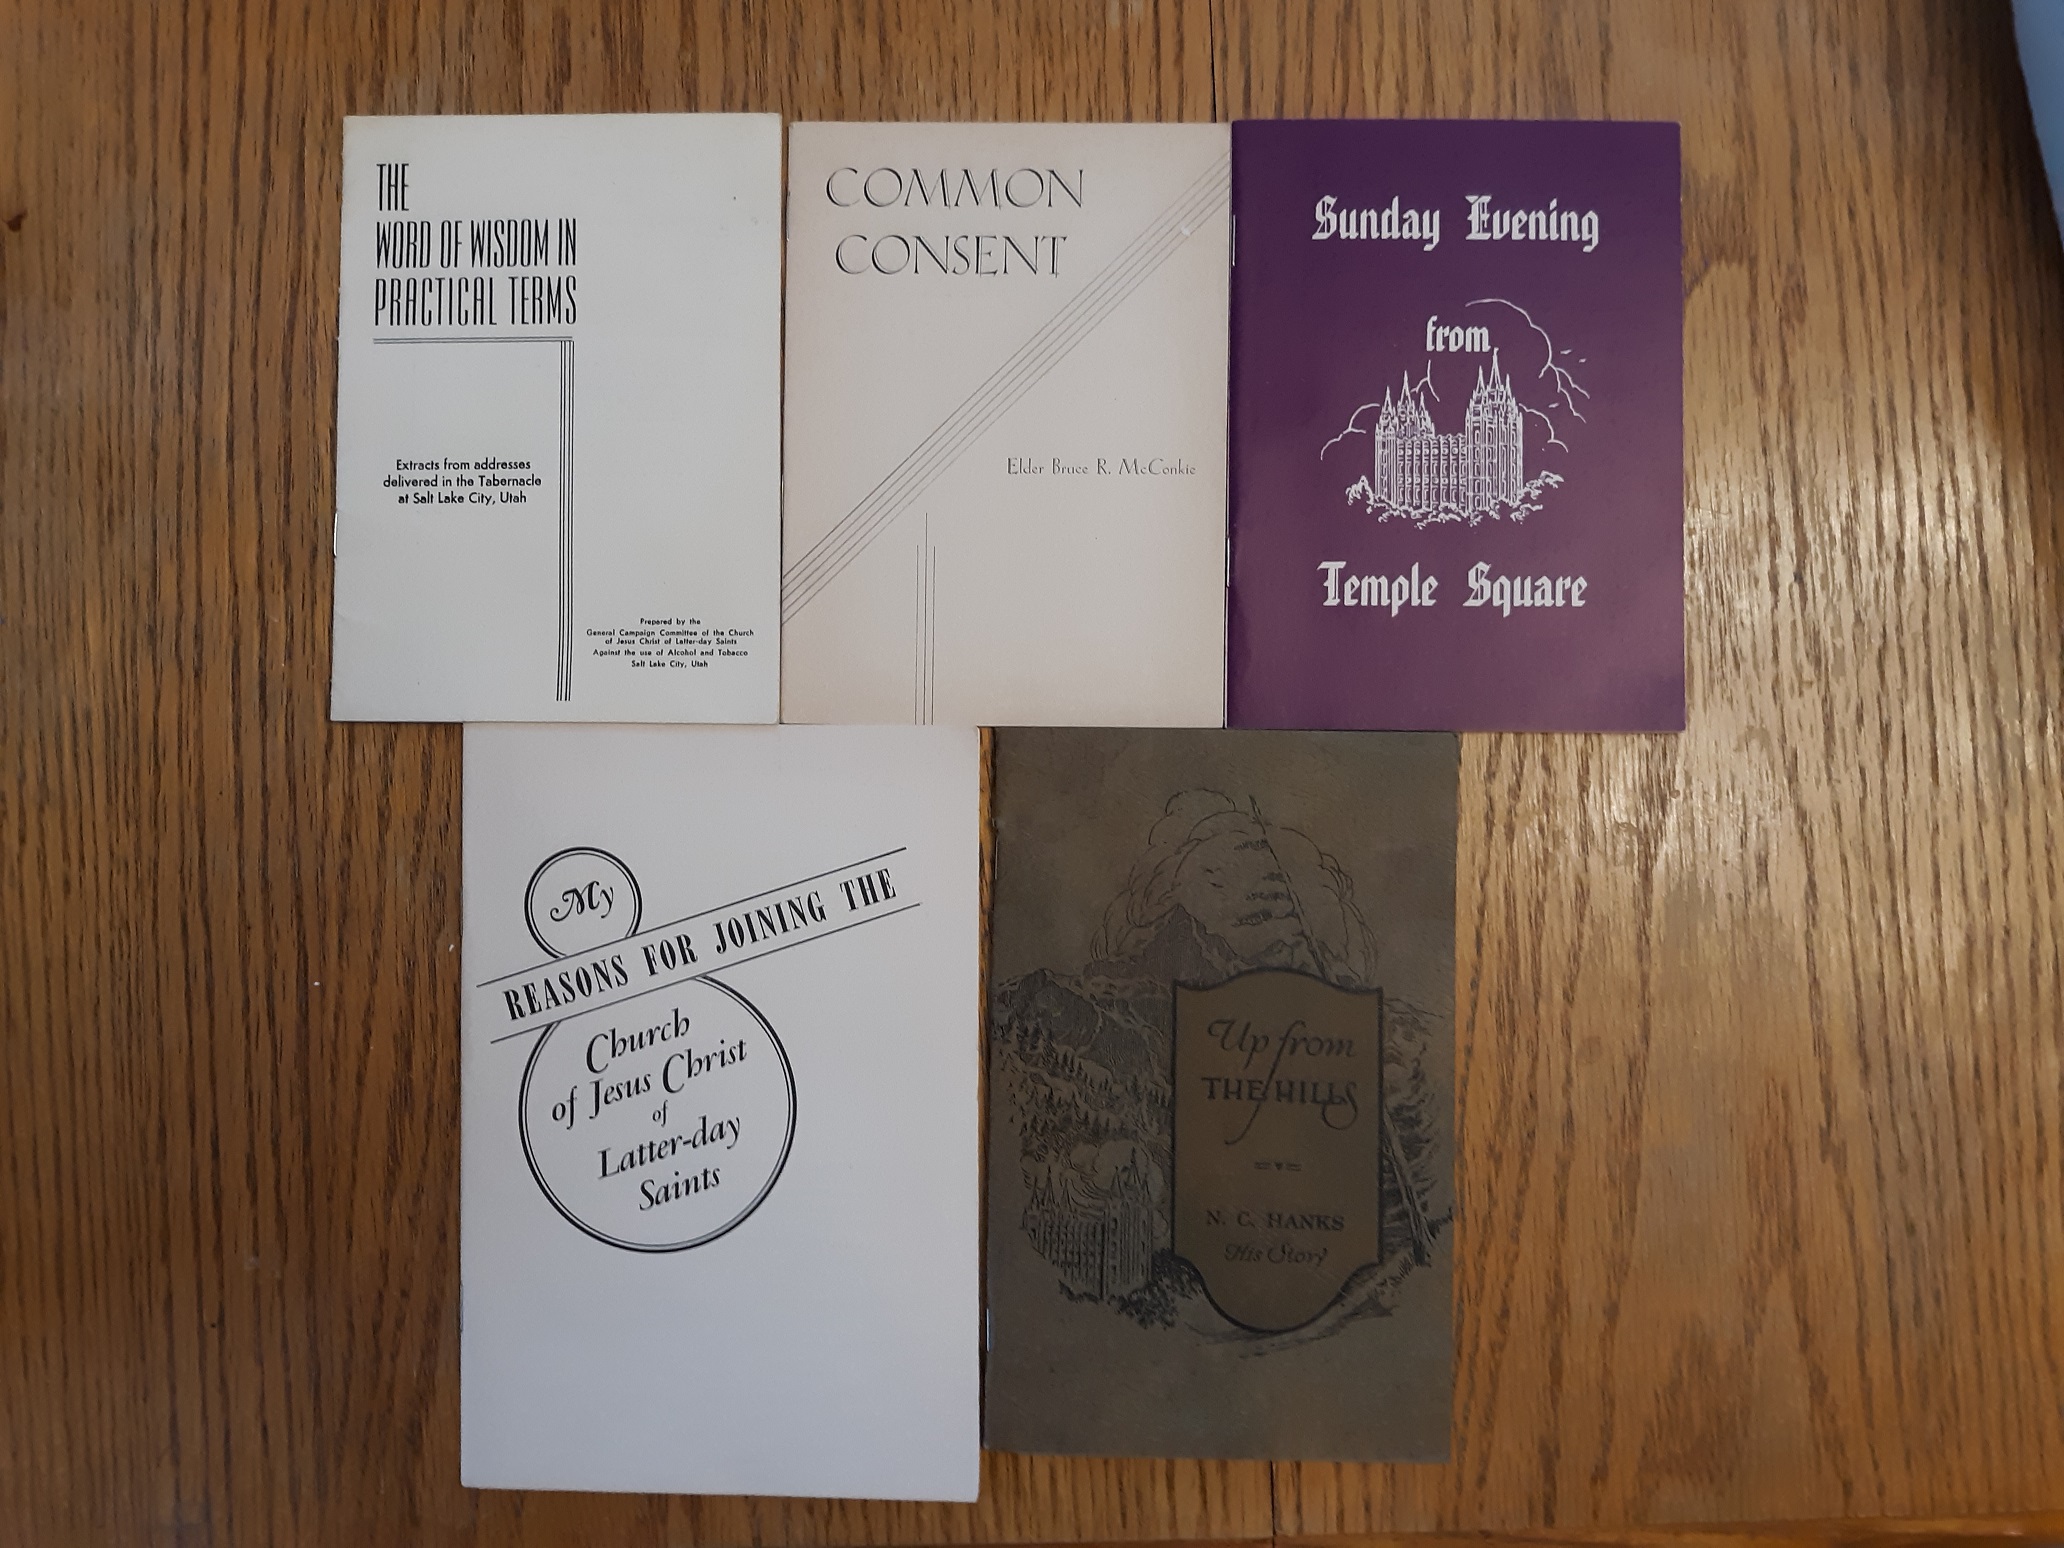 THE
WORD OF WISDOM IN
PRACTICAL TERMS
Extracts from addresses
delivered in the Tabernacle
at Salt Lake City, Utah
Prepared by the
General Campaign Committee of the Church
of Jesus Christ of Latter-day Saints
Against the use of Alcohol and Tobacco
Salt Lake City, Utah
COMMON
CONSENT
Elder Bruce R. McConkie
Sunday Evening
from
Temple Square
My
REASONS FOR JOINING THE
Church
of Jesus Christ
of
Latter-day
Saints
Up from
THE HILLS
N. C. HANKS
His Story